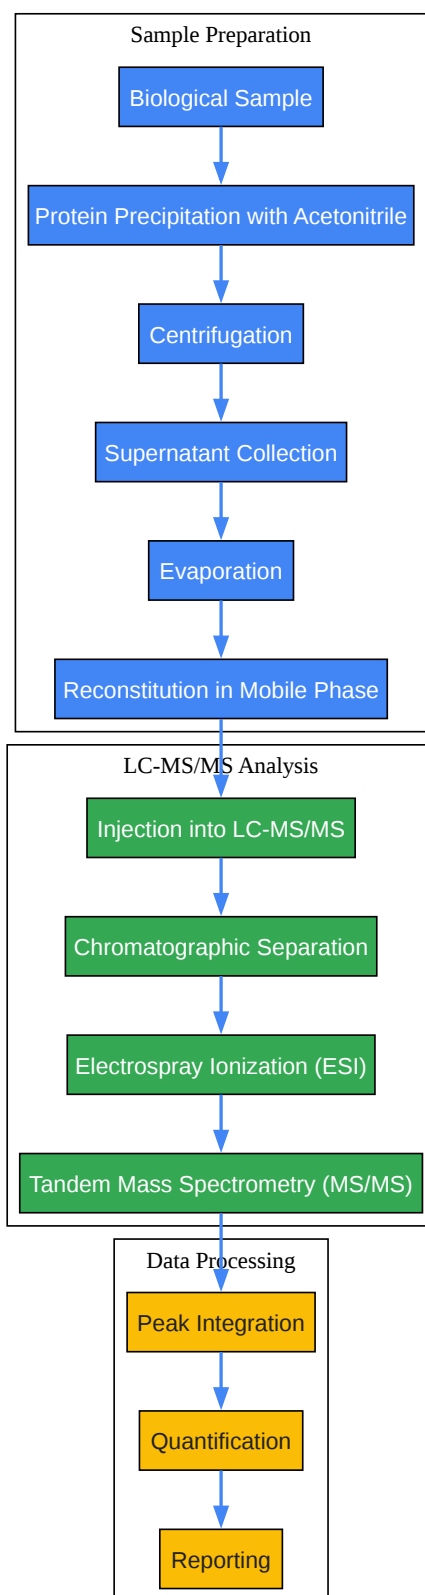 Sample Preparation
Biological Sample
Protein Precipitation with Acetonitrile
Centrifugation
Supernatant Collection
Evaporation
Reconstitution in Mobile Phase
LC-MS/MS Analysis
Injection into LC-MS/MS
Chromatographic Separation
Electrospray Ionization (ESI)
Tandem Mass Spectrometry (MS/MS)
Data Processing
Peak Integration
Quantification
Reporting